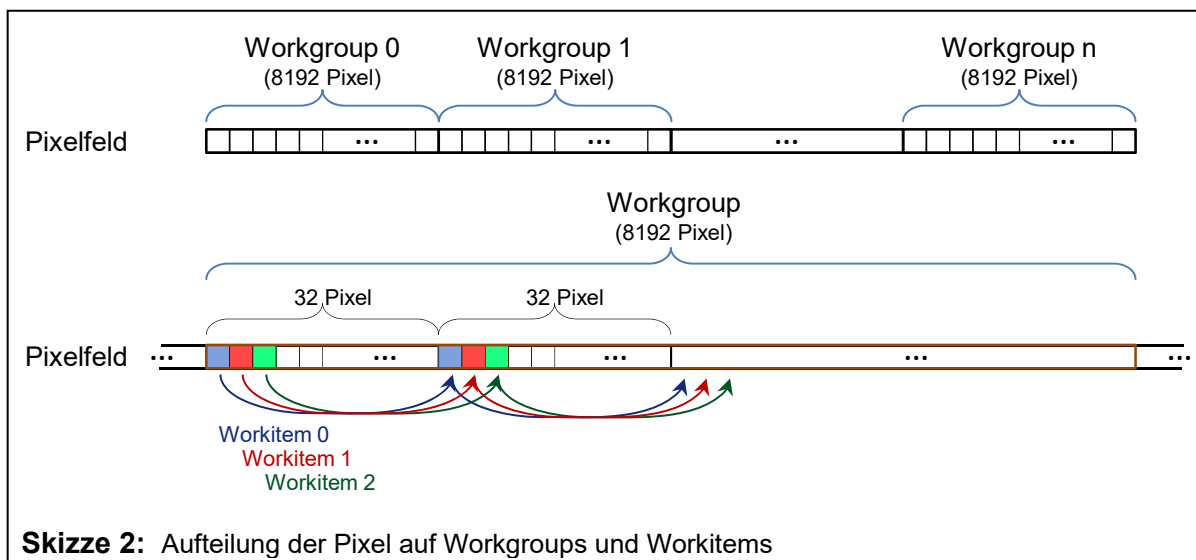 Workgroup 0 Workgroup 1 Workgroup n
(8192 Pixel) (8192 Pixel) (8192 Pixel)
Pixelfeld ... ... ...
Workgroup
(8192 Pixel)
32 Pixel 32 Pixel
Pixelfeld ... ... ... ... ...
Workitem 0
Workitem 1
Workitem 2
Skizze 2: Aufteilung der Pixel auf Workgroups und Workitems